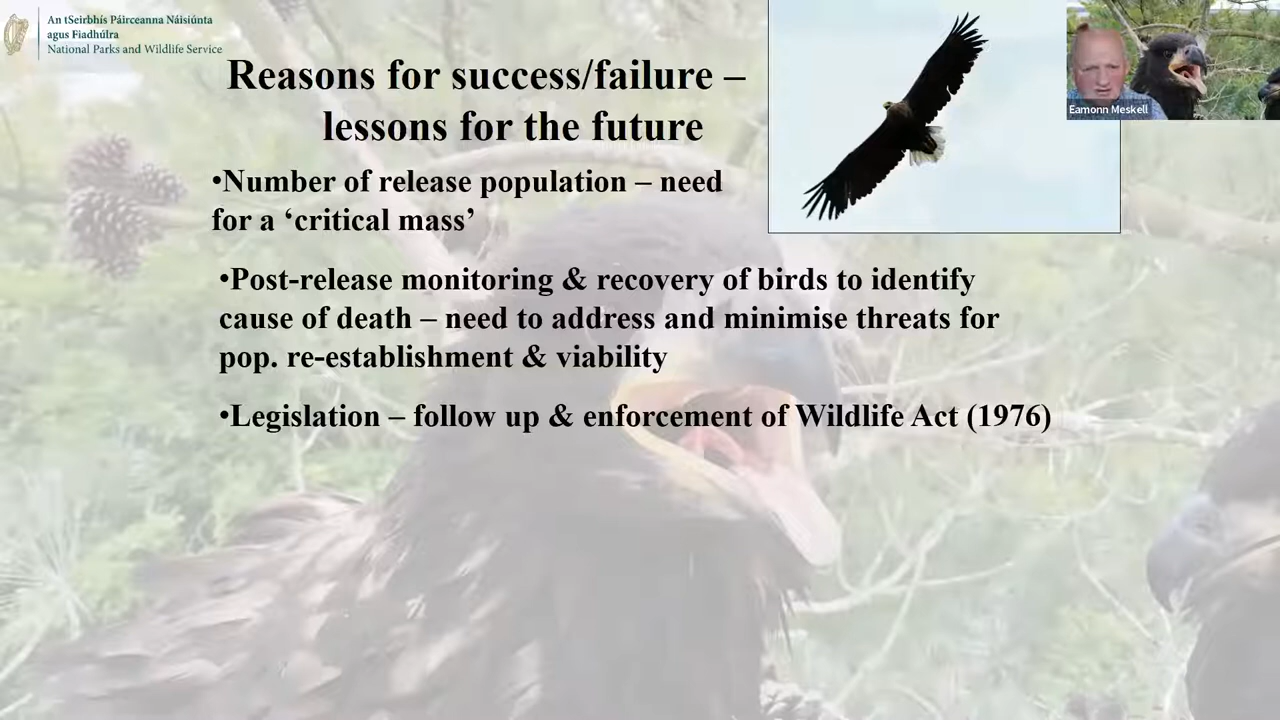 An tSeirbhís Páirceanna Náisiúnta
agus Fiadhúlra
National Parks and Wildlife Service
Reasons for success/failure –
lessons for the future
•Number of release population – need
for a ‘critical mass’
•Post-release monitoring & recovery of birds to identify
cause of death – need to address and minimise threats for
pop. re-establishment & viability
•Legislation – follow up & enforcement of Wildlife Act (1976)
Eamonn Meskell